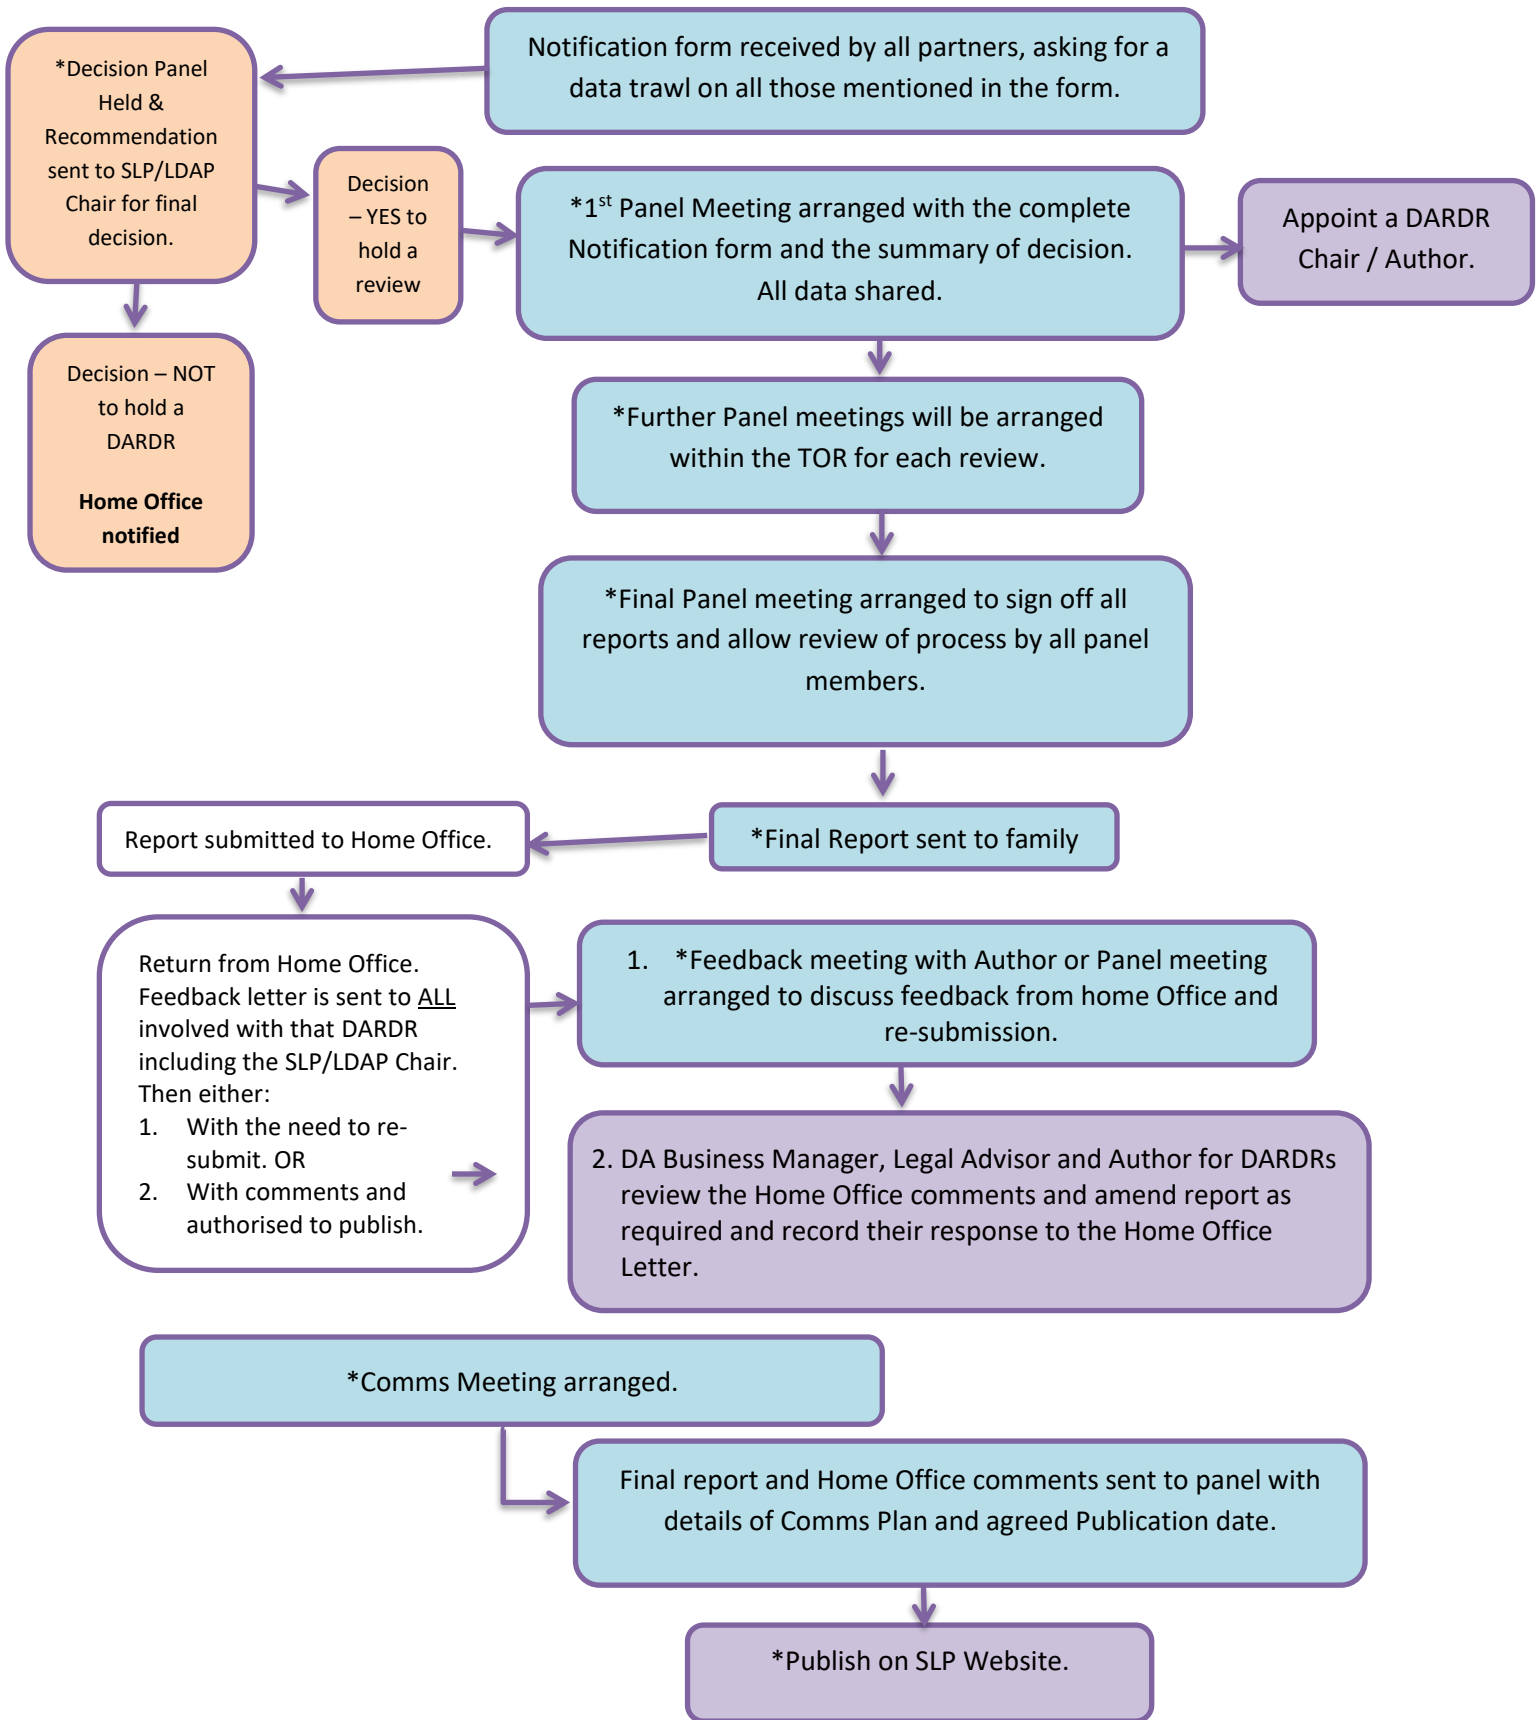 Notification form received by all partners, asking for a
data trawl on all those mentioned in the form.
*Decision Panel
Held &
Recommendation
sent to SLP/LDAP
Chair for final
decision.
Decision
– YES to
hold a
review
*1st Panel Meeting arranged with the complete
Notification form and the summary of decision.
All data shared.
Appoint a DARDR
Chair / Author.
Decision – NOT
to hold a
DARDR
Home Office
notified
*Further Panel meetings will be arranged
within the TOR for each review.
*Final Panel meeting arranged to sign off all
reports and allow review of process by all panel
members.
*Final Report sent to family
Report submitted to Home Office.
Return from Home Office.
Feedback letter is sent to ALL
involved with that DARDR
including the SLP/LDAP Chair.
Then either:
1. With the need to re-
submit. OR
2. With comments and
authorised to publish.
1. *Feedback meeting with Author or Panel meeting
arranged to discuss feedback from home Office and
re-submission.
2. DA Business Manager, Legal Advisor and Author for DARDRs
review the Home Office comments and amend report as
required and record their response to the Home Office
Letter.
*Comms Meeting arranged.
Final report and Home Office comments sent to panel with
details of Comms Plan and agreed Publication date.
*Publish on SLP Website.